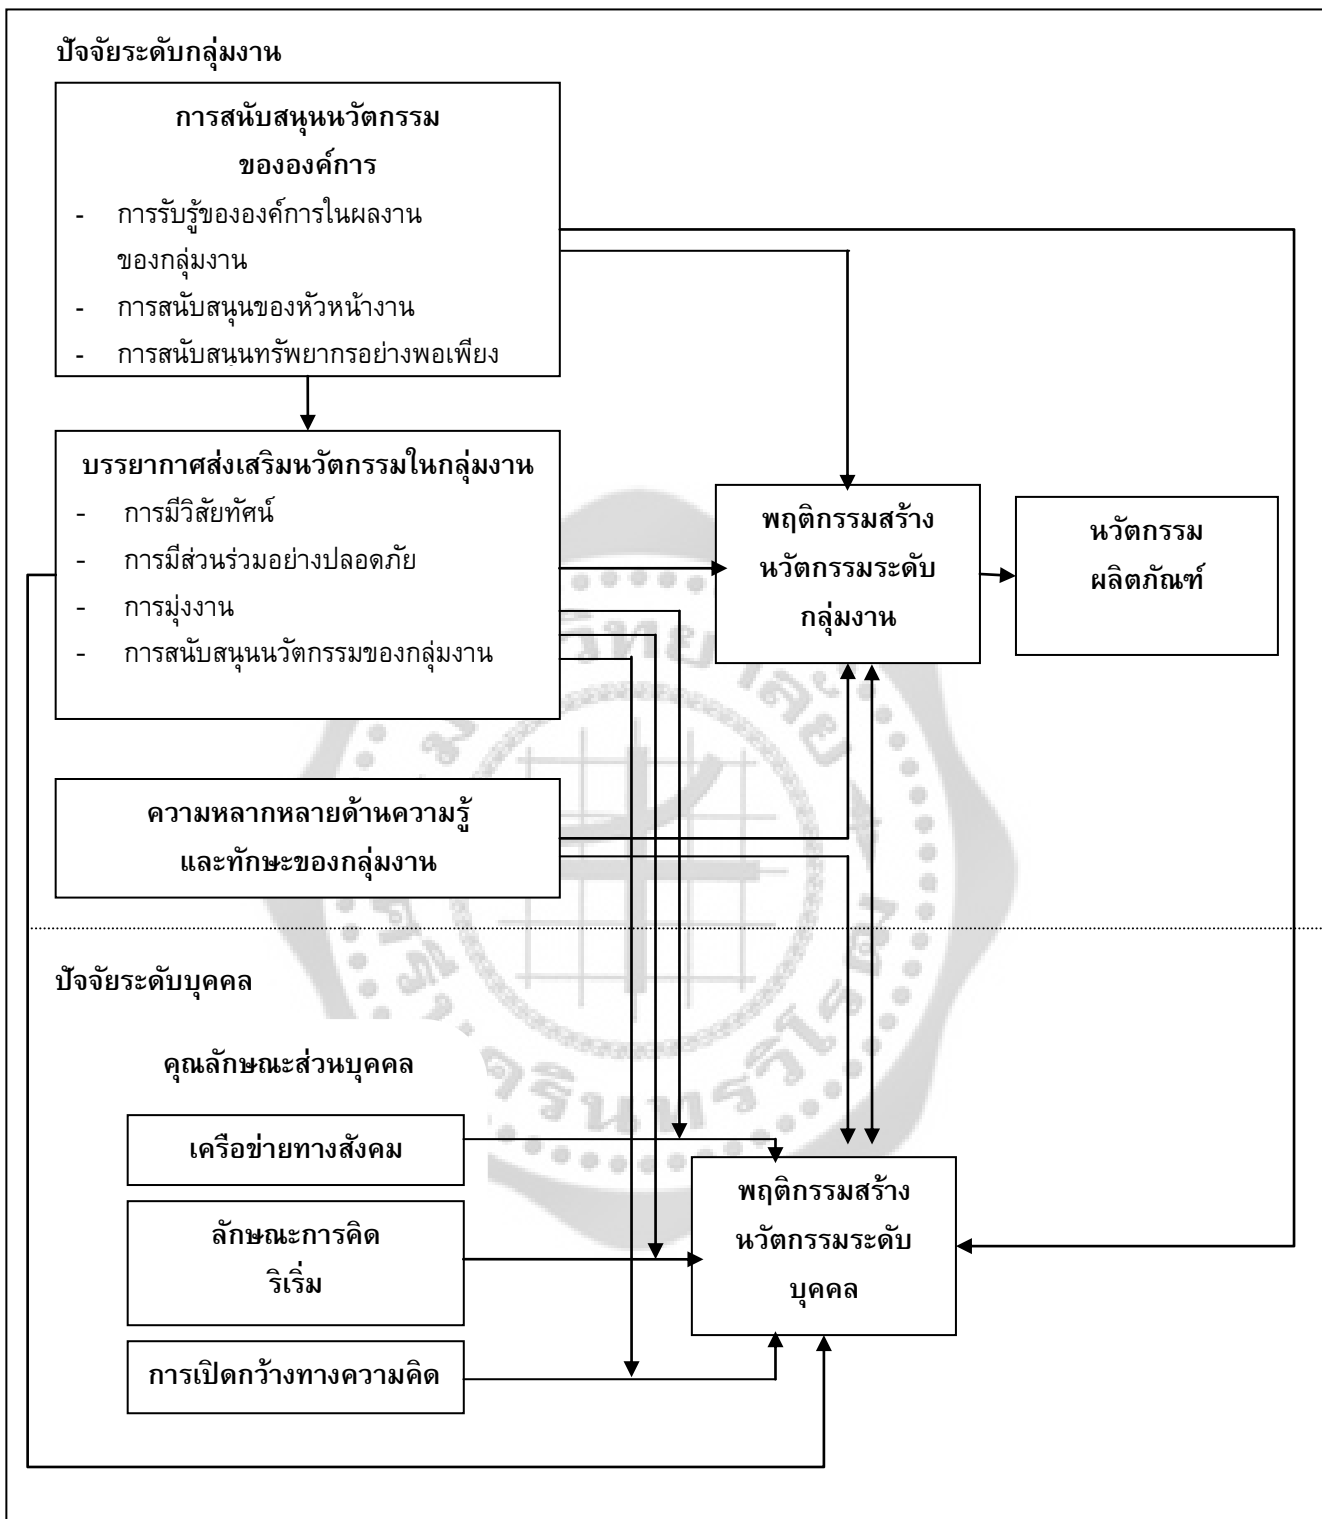 ปัจจัยระดับกลุ่มงาน
การสนับสนุนนวัตกรรม
ขององค์การ
- การรับรู้ขององค์การในผลงาน
ของกลุ่มงาน
- การสนับสนุนของหัวหน้างาน
- การสนับสนุนทรัพยากรอย่างพอเพียง
บรรยากาศส่งเสริมนวัตกรรมในกลุ่มงาน
- การมีวิสัยทัศน์
- การมีส่วนร่วมอย่างปลอดภัย
- การมุ่งงาน
- การสนับสนุนนวัตกรรมของกลุ่มงาน
พฤติกรรมสร้าง
นวัตกรรมระดับ
กลุ่มงาน
นวัตกรรม
ผลิตภัณฑ์
ความหลากหลายด้านความรู้
และทักษะของกลุ่มงาน
ปัจจัยระดับบุคคล
คุณลักษณะส่วนบุคคล
เครือข่ายทางสังคม
ลักษณะการคิด
ริเริ่ม
การเปิดกว้างทางความคิด
พฤติกรรมสร้าง
นวัตกรรมระดับ
บุคคล